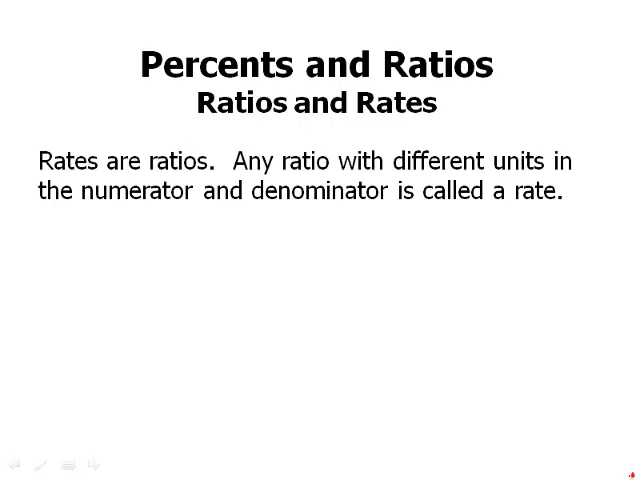 Percents and Ratios
Ratios and Rates
Rates are ratios.  Any ratio with different units in
the numerator and denominator is called a rate.